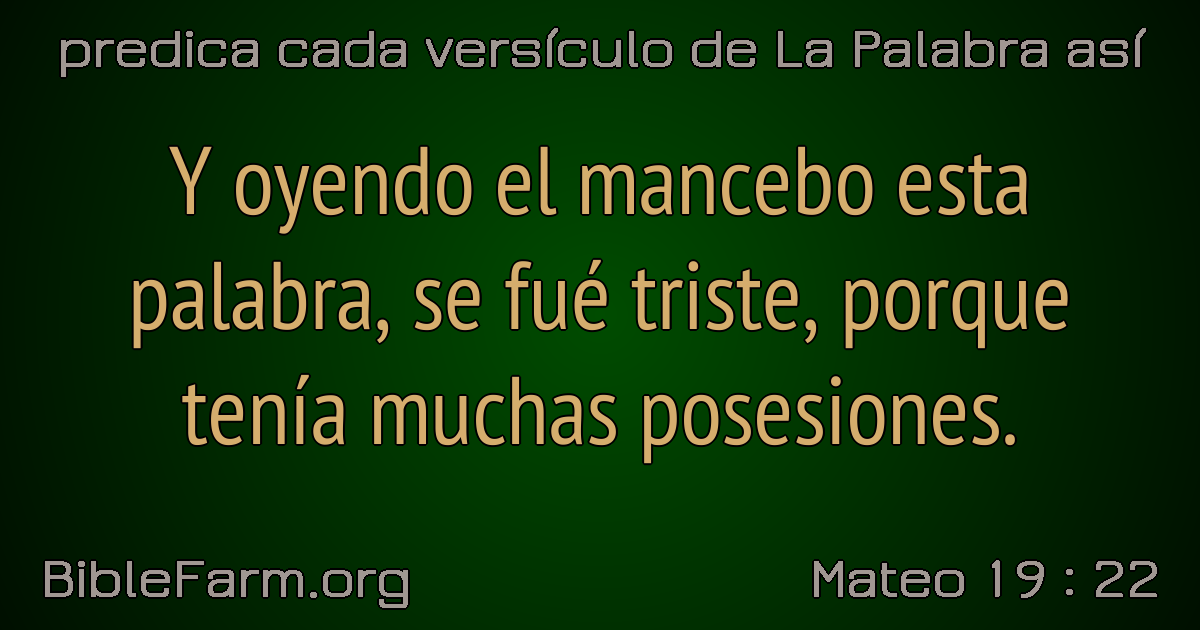 predica cada versículo de La Palabra así
Y oyendo el mancebo esta
palabra, se fué triste, porque
tenía muchas posesiones.
BibleFarm.org
Mateo 19 : 22